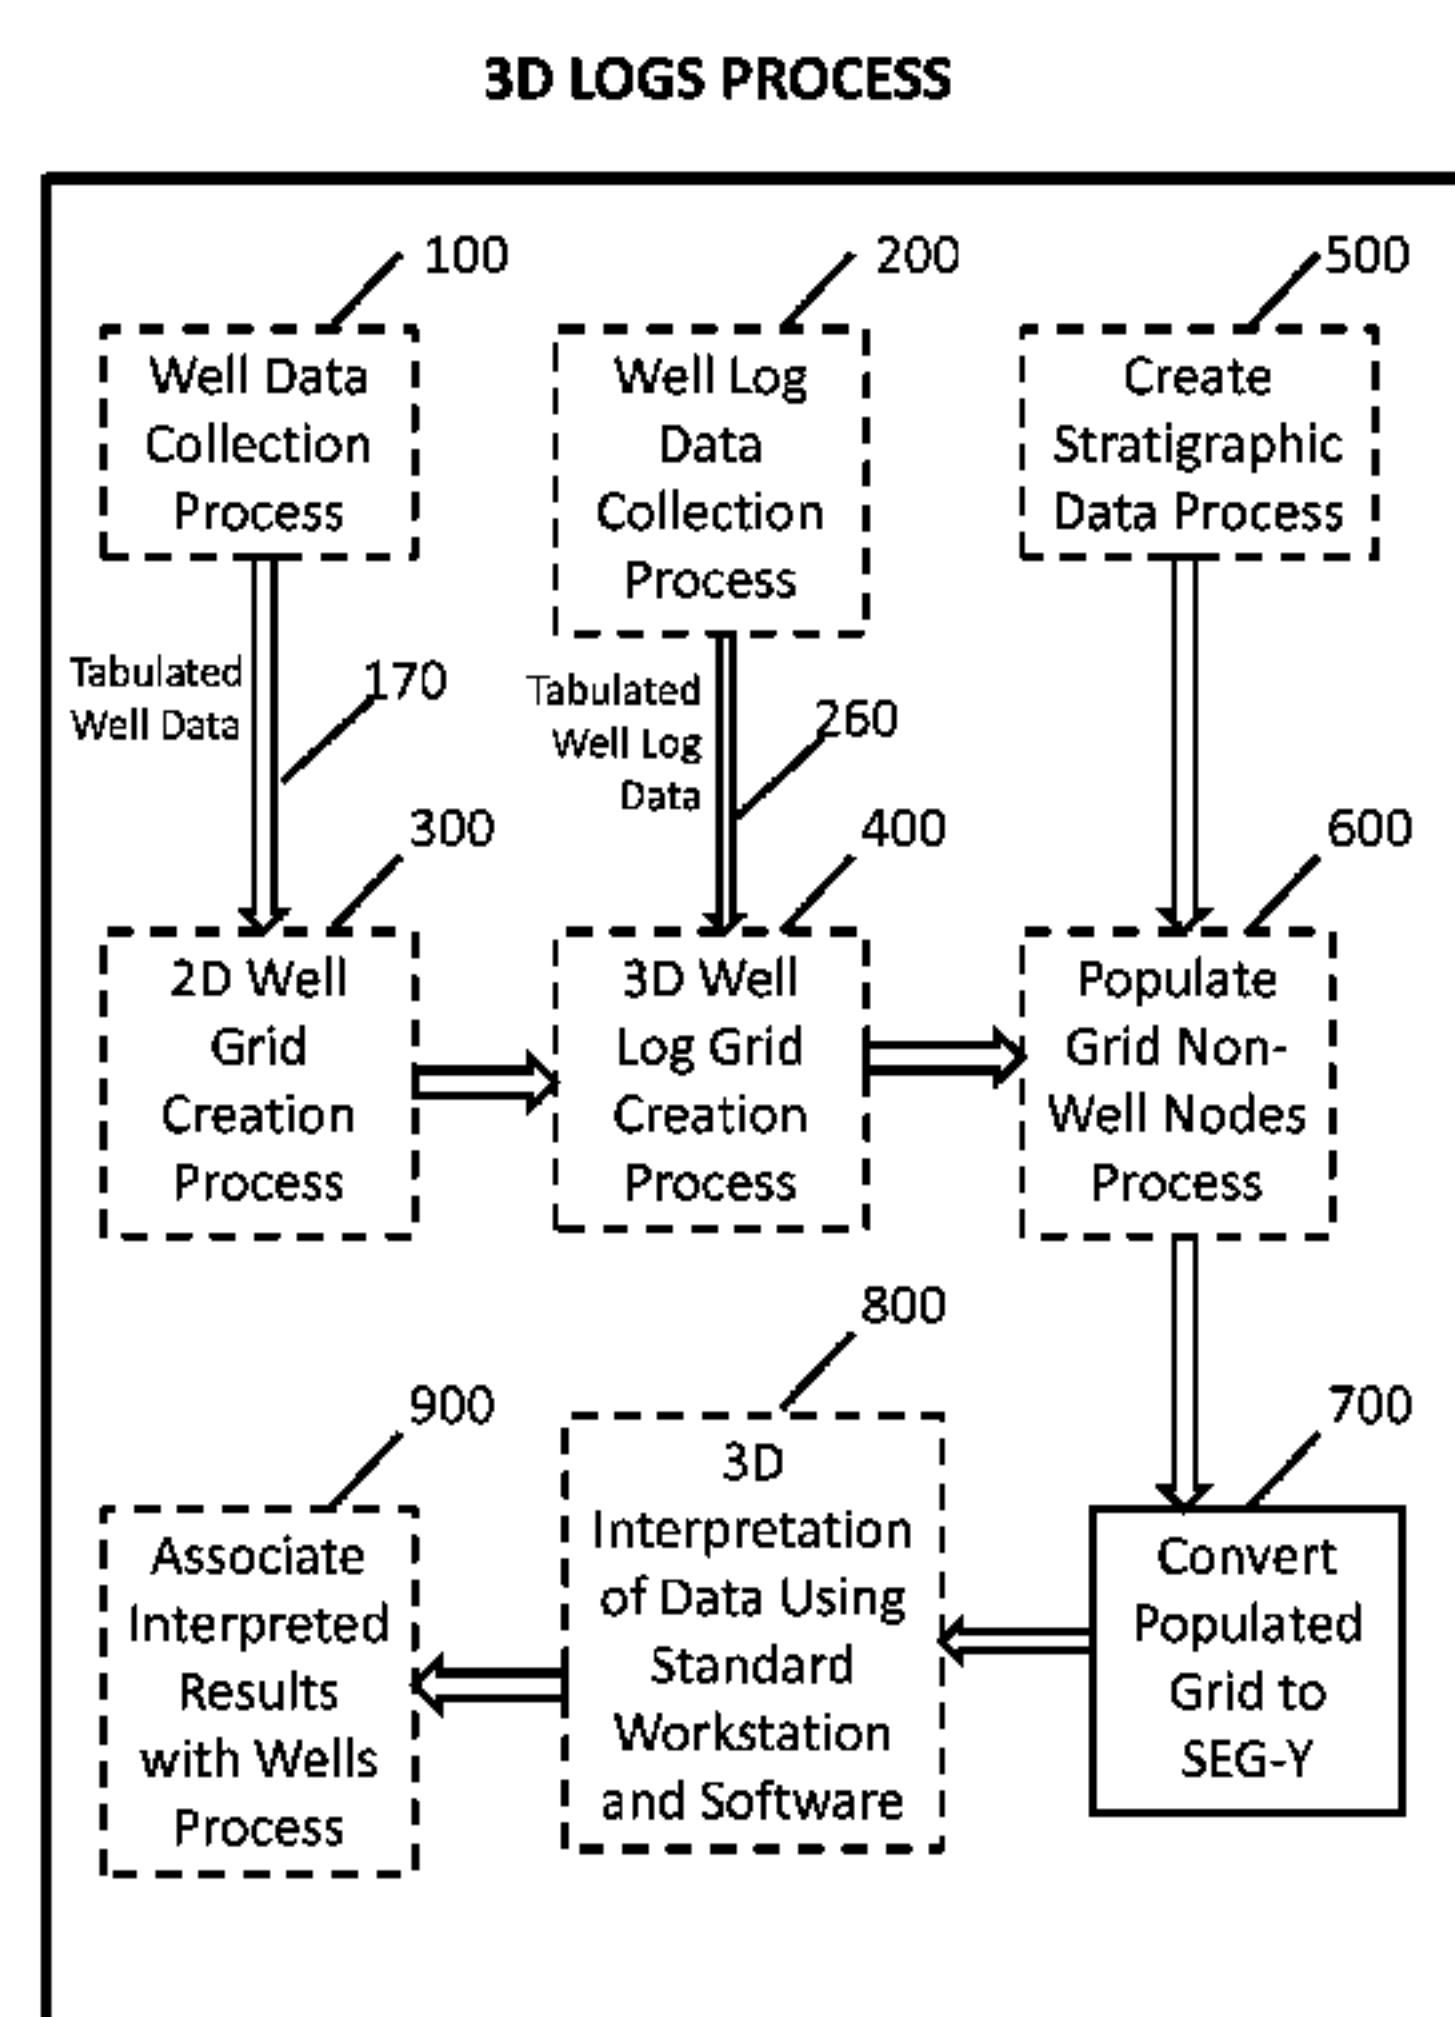 3D LOGS PROCESS
100
Well Data
Collection
Process
200
Well Log
Data
Collection
Process
500
Create
Stratigraphic
Data Process
Tabulated
Well Data
170
Tabulated
Well Log
Data
260
300
2D Well
Grid
Creation
Process
400
3D Well
Log Grid
Creation
Process
600
Populate
Grid Non-
Well Nodes
Process
900
Associate
Interpreted
Results
with Wells
Process
800
3D
Interpretation
of Data Using
Standard
Workstation
and Software
700
Convert
Populated
Grid to
SEG-Y